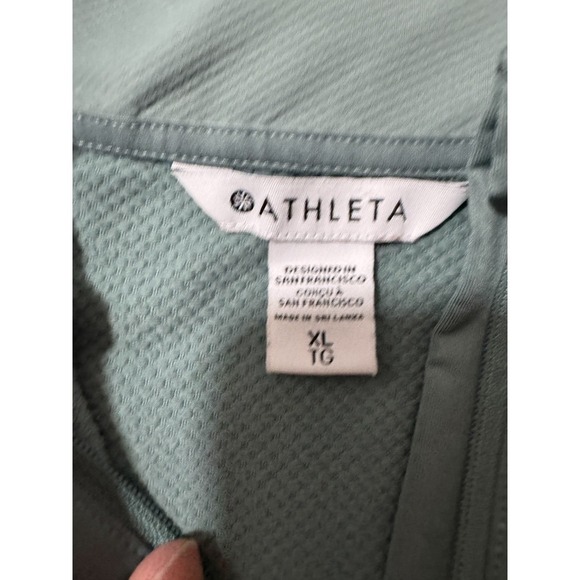 ATHLETA
DESIGNED IN
SAN FRANCISCO
CONÇU À
SAN FRANCISCO
MADE IN SRI LANKA
XL
TG